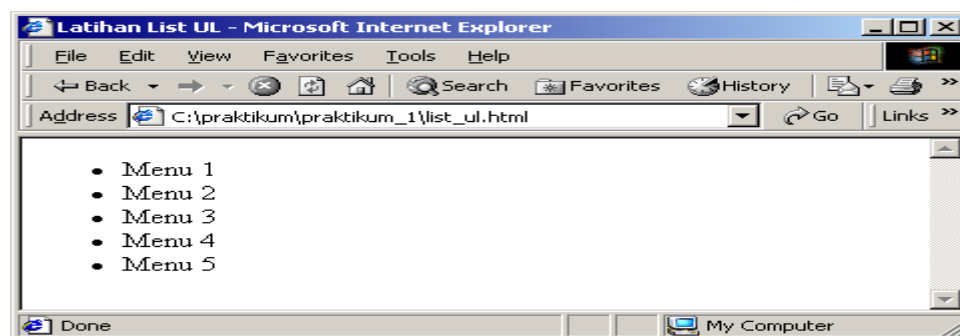 Latihan List UL - Microsoft Internet Explorer
File Edit View Favorites Tools Help
Back Search Favorites History »
Address C:\praktikum\praktikum_1\list_ul.html Go Links »
• Menu 1
• Menu 2
• Menu 3
• Menu 4
• Menu 5
Done My Computer